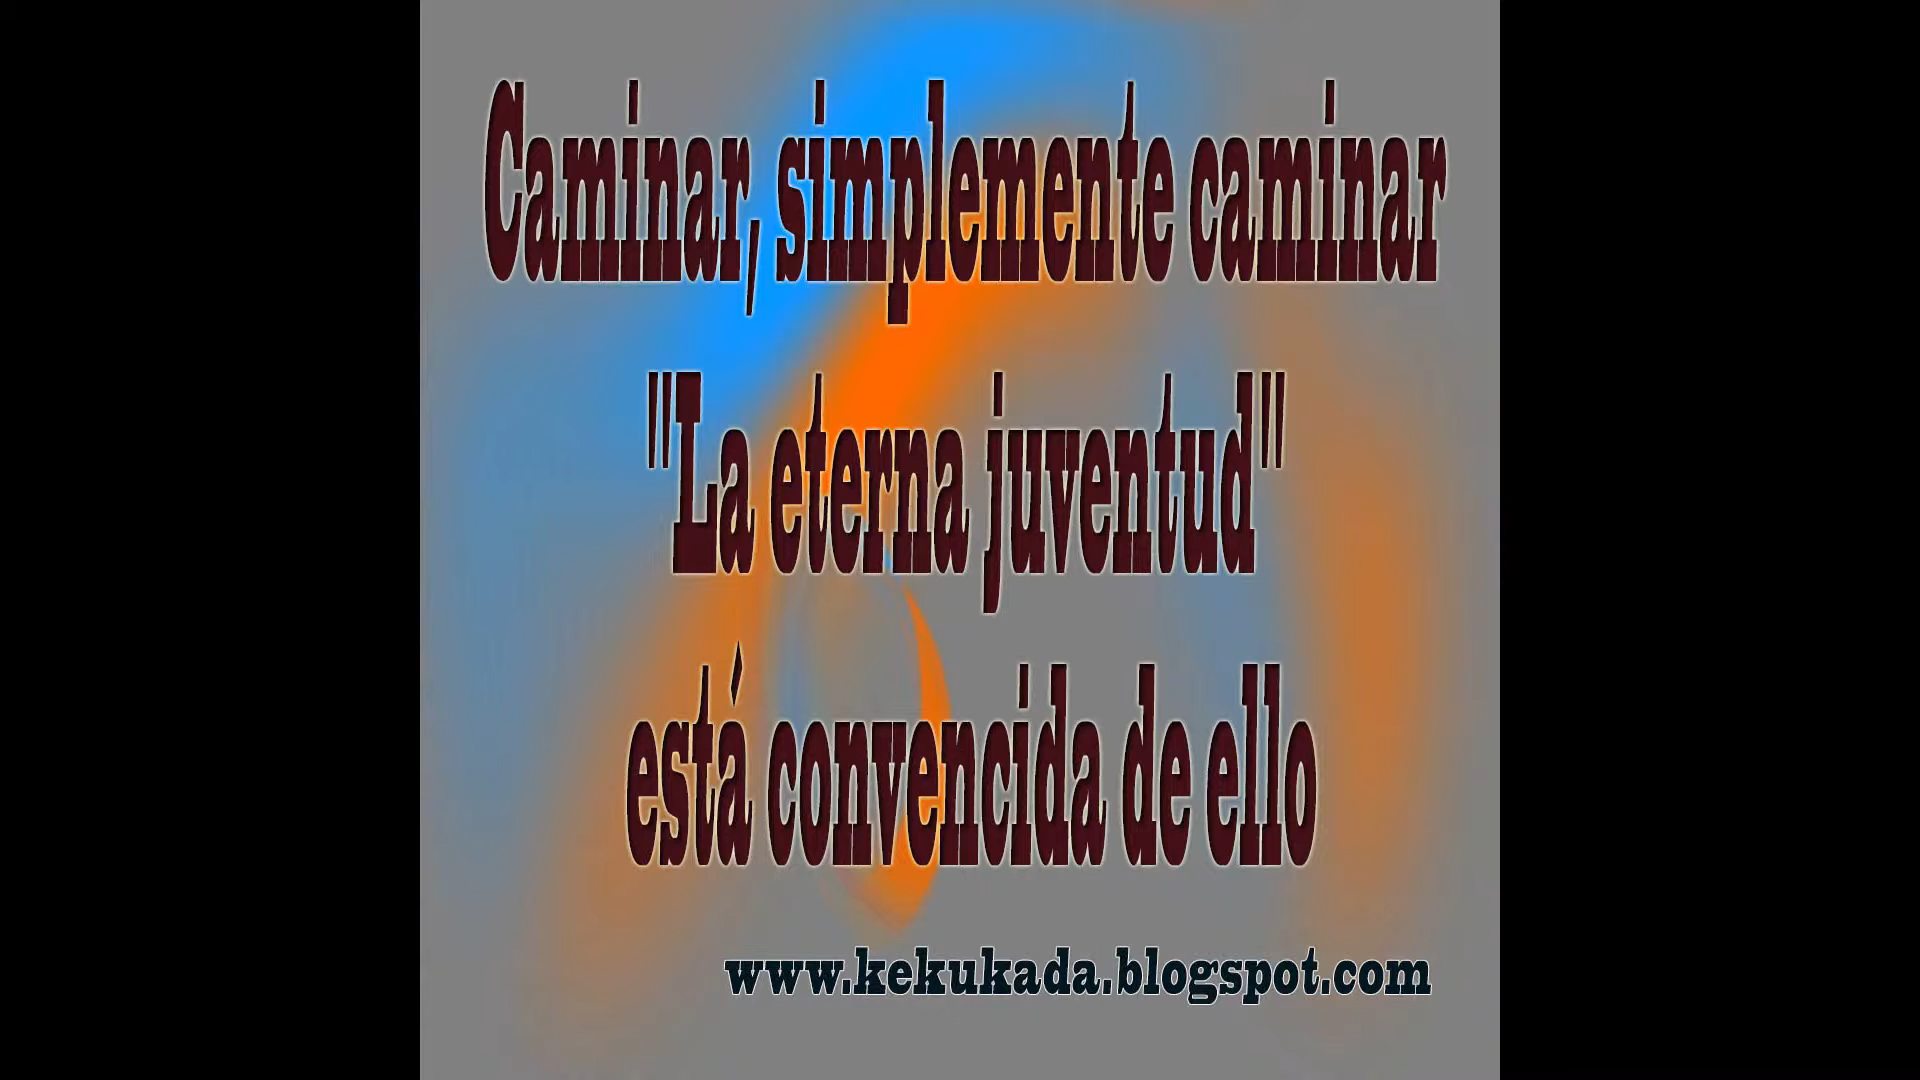 Caminar, simplemente caminar
"La eterna juventud"
está convencida de ello
www.kekukada.blogspot.com